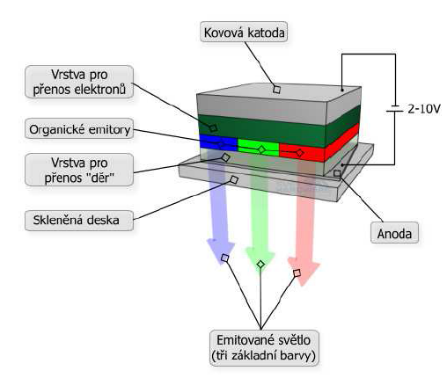 Kovová katoda
Vrstva pro
přenos elektronů
2-10V
Organické emitory
Vrstva pro
přenos "děr"
Skleněná deska
Anoda
Emitované světlo
(tři základní barvy)